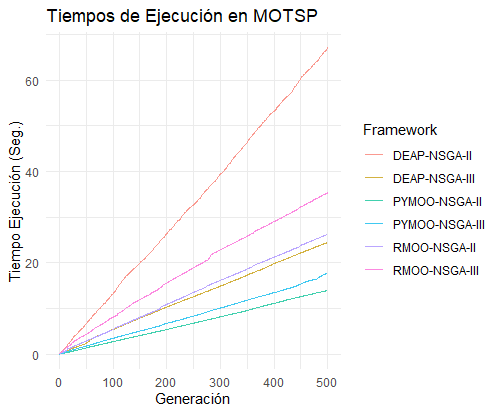 Tiempos de Ejecución en MOTSP
Tiempo Ejecución (Seg.)
60
40
20
0
0 100 200 300 400 500
Generación
Framework
DEAP-NSGA-II
DEAP-NSGA-III
PYMOO-NSGA-II
PYMOO-NSGA-III
RMOO-NSGA-II
RMOO-NSGA-III